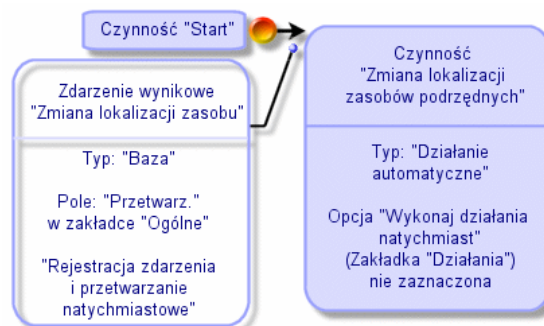 Czynność "Start"
Zdarzenie wynikowe
"Zmiana lokalizacji zasobu"
Typ: "Baza"
Pole: "Przetwarz."
w zakładce "Ogólne"
"Rejestracja zdarzenia
i przetwarzanie
natychmiastowe"
Czynność
"Zmiana lokalizacji
zasobów podrzędnych"
Typ: "Działanie
automatyczne"
Opcja "Wykonaj działania
natychmiast"
(Zakładka "Działania")
nie zaznaczona